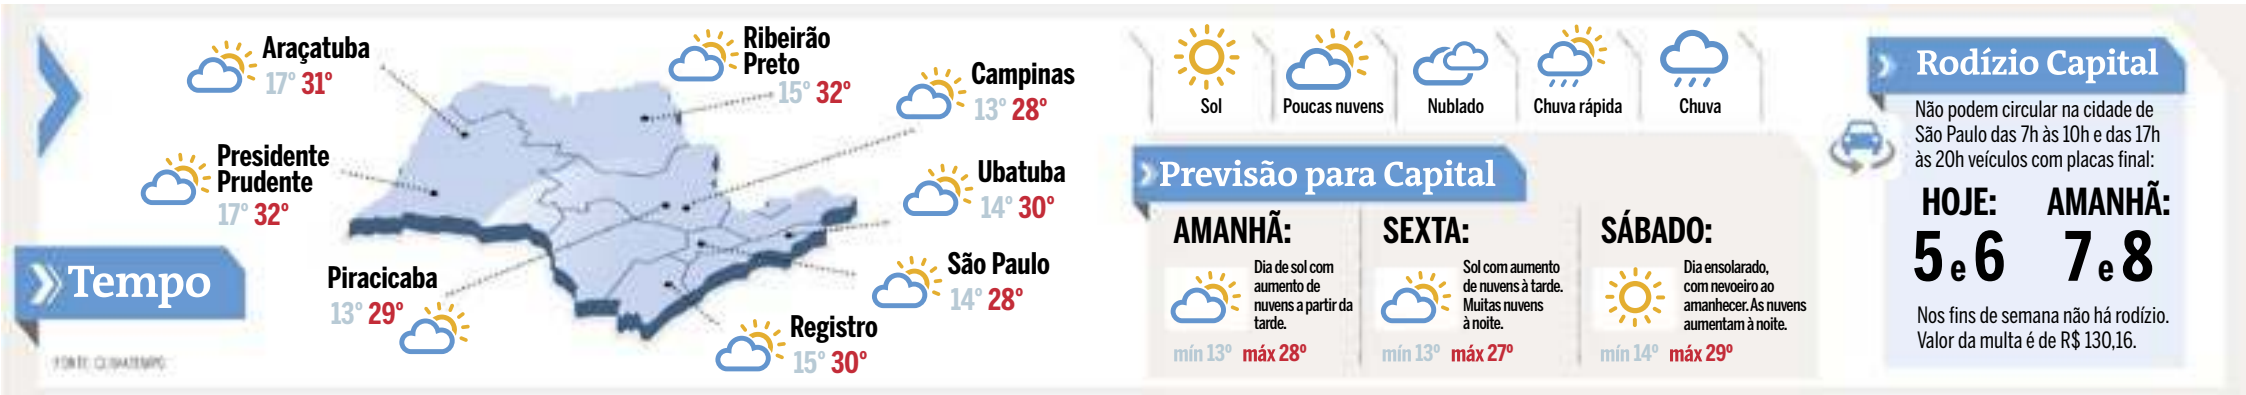 Tempo
FONTE: CLIMATEMPO
Araçatuba
17° 31°
Presidente
Prudente
17° 32°
Piracicaba
13° 29°
Ribeirão
Preto
15° 32°
Campinas
13° 28°
Ubatuba
14° 30°
São Paulo
14° 28°
Registro
15° 30°
Sol
Poucas nuvens
Nublado
Chuva rápida
Chuva
Previsão para Capital
AMANHÃ:
Dia de sol com
aumento de
nuvens a partir da
tarde.
mín 13° máx 28°
SEXTA:
Sol com aumento
de nuvens à tarde.
Muitas nuvens
à noite.
mín 13° máx 27°
SÁBADO:
Dia ensolarado,
com nevoeiro ao
amanhecer. As nuvens
aumentam à noite.
mín 14° máx 29°
Rodízio Capital
Não podem circular na cidade de
São Paulo das 7h às 10h e das 17h
às 20h veículos com placas final:
HOJE:
5 e 6
AMANHÃ:
7 e 8
Nos fins de semana não há rodízio.
Valor da multa é de R$ 130,16.